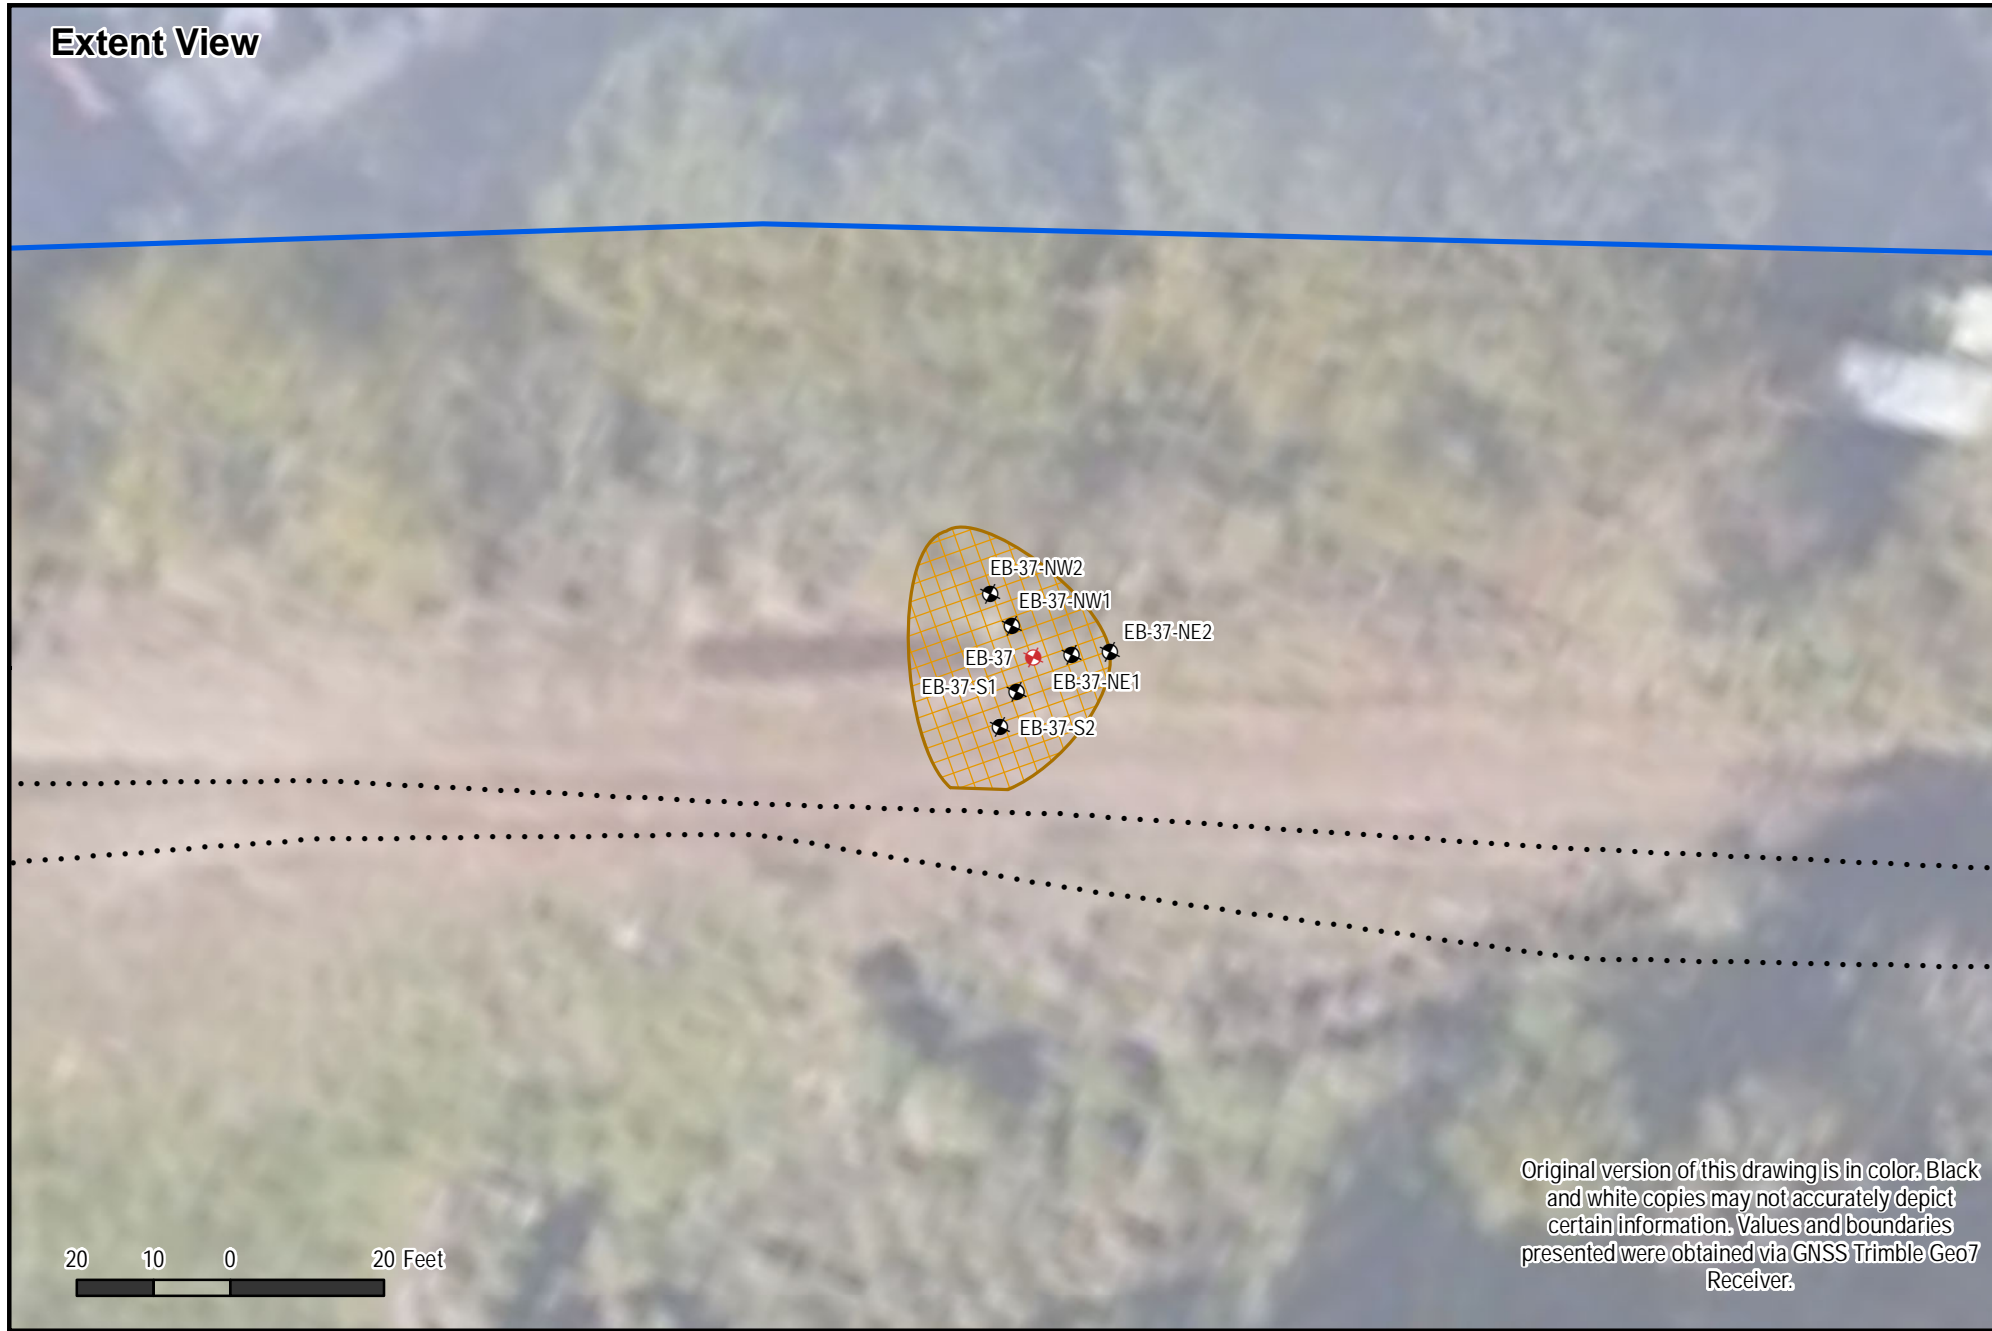 Extent View
EB-37-NW2
EB-37-NW1
EB-37-NE2
EB-37
EB-37-NE1
EB-37-S1
EB-37-S2
20 10 0 20 Feet
Original version of this drawing is in color. Black
and white copies may not accurately depict
certain information. Values and boundaries
presented were obtained via GNSS Trimble Geo7
Receiver.